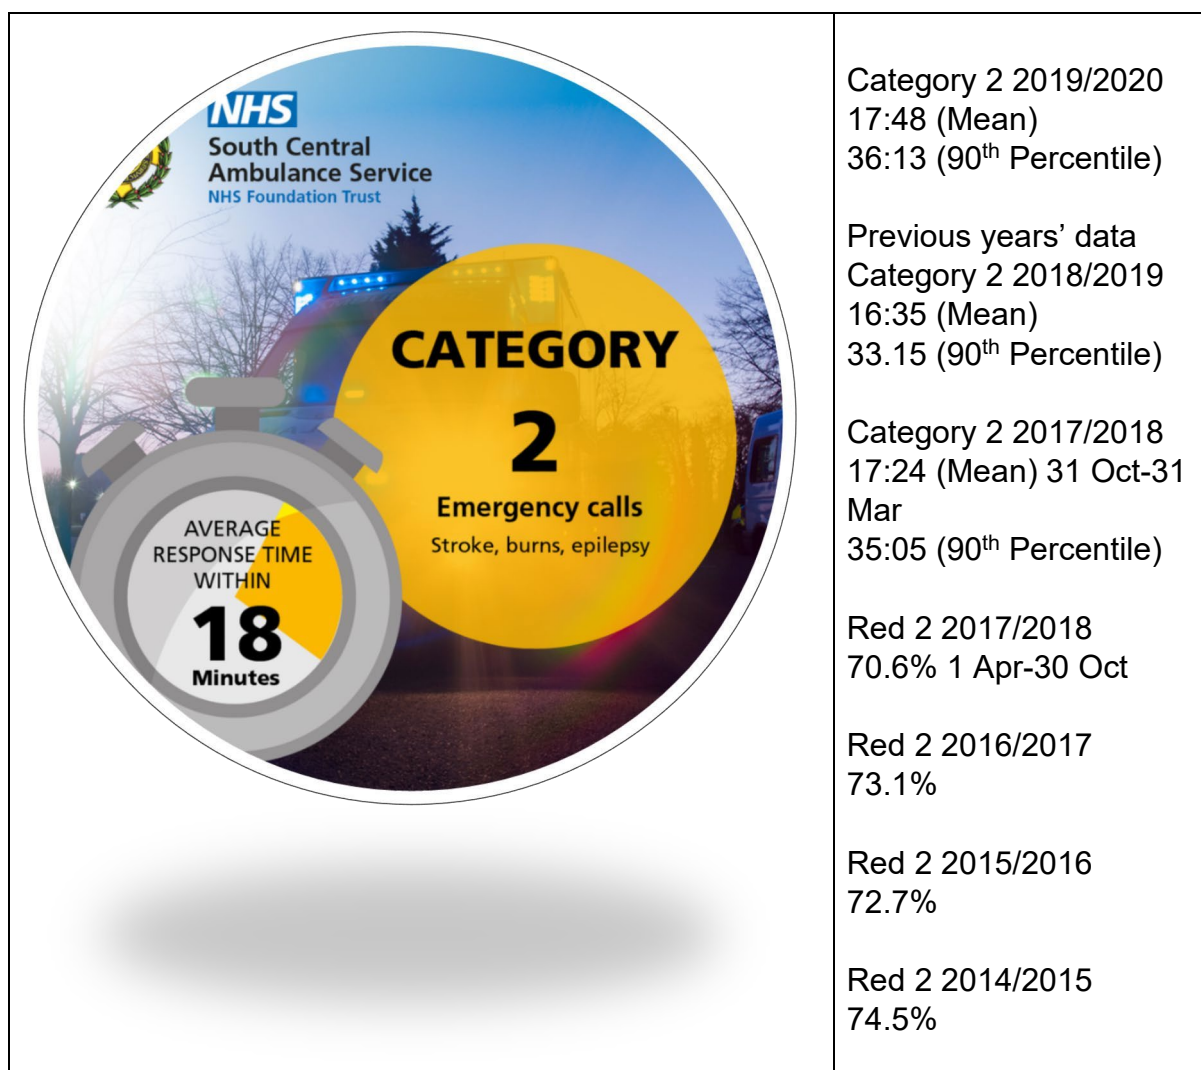 NHS
South Central
Ambulance Service
NHS Foundation Trust
CATEGORY
2
Emergency calls
Stroke, burns, epilepsy
AVERAGE
RESPONSE TIME
WITHIN
18
Minutes
Category 2 2019/2020
17:48 (Mean)
36:13 (90th Percentile)
Previous years’ data
Category 2 2018/2019
16:35 (Mean)
33.15 (90th Percentile)
Category 2 2017/2018
17:24 (Mean) 31 Oct-31
Mar
35:05 (90th Percentile)
Red 2 2017/2018
70.6% 1 Apr-30 Oct
Red 2 2016/2017
73.1%
Red 2 2015/2016
72.7%
Red 2 2014/2015
74.5%